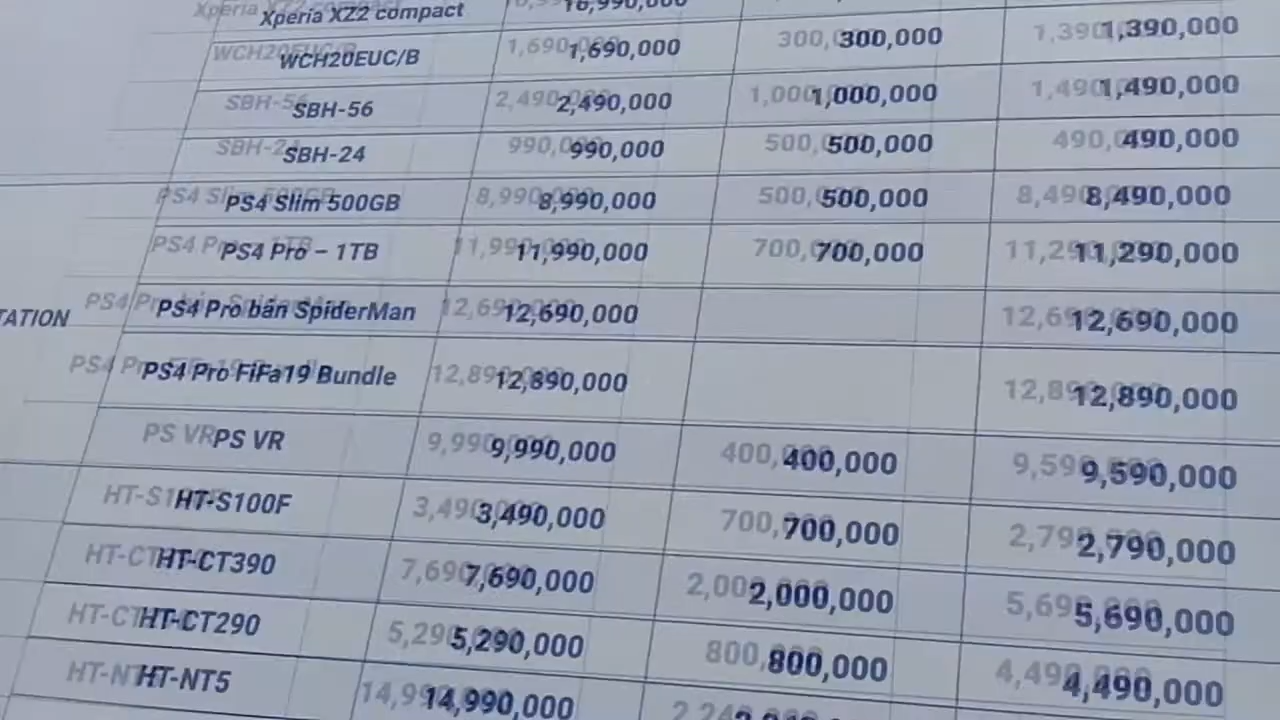 Xperia XZ2 compact 16,990,000
WCH20EUC/B 1,690,000 300,000 1,390,000
SBH-56 2,490,000 1,000,000 1,490,000
SBH-24 990,000 500,000 490,000
PS4 Slim 500GB 8,990,000 500,000 8,490,000
PS4 Pro – 1TB 11,990,000 700,000 11,290,000
TATION PS4 Pro bản SpiderMan 12,690,000 12,690,000
PS4 Pro FiFa19 Bundle 12,890,000 12,890,000
PS VR 9,990,000 400,000 9,590,000
HT-S100F 3,490,000 700,000 2,790,000
HT-CT390 7,690,000 2,000,000 5,690,000
HT-CT290 5,290,000 800,000 4,490,000
HT-NT5 14,990,000